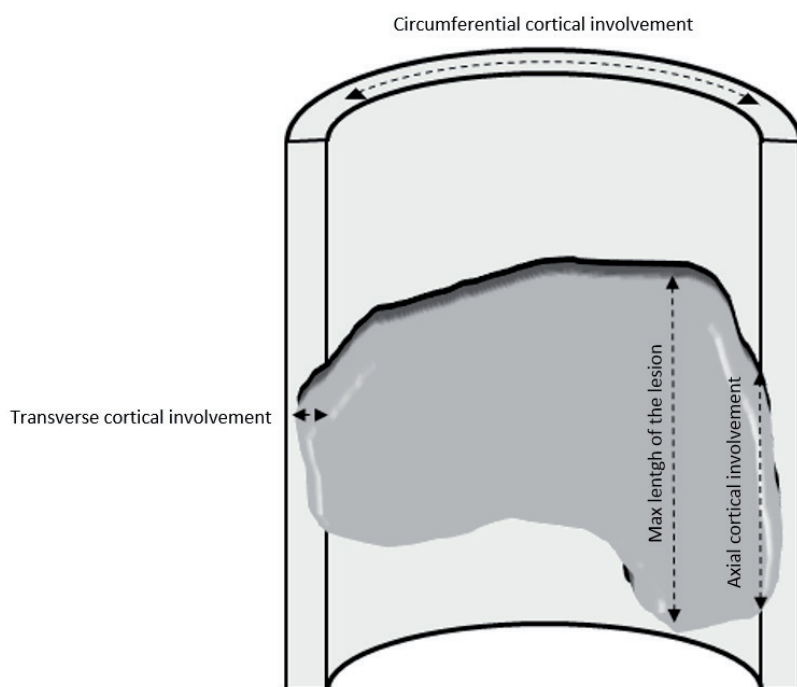 Circumferential cortical involvement
Transverse cortical involvement
Max lentgh of the lesion
Axial cortical involvement